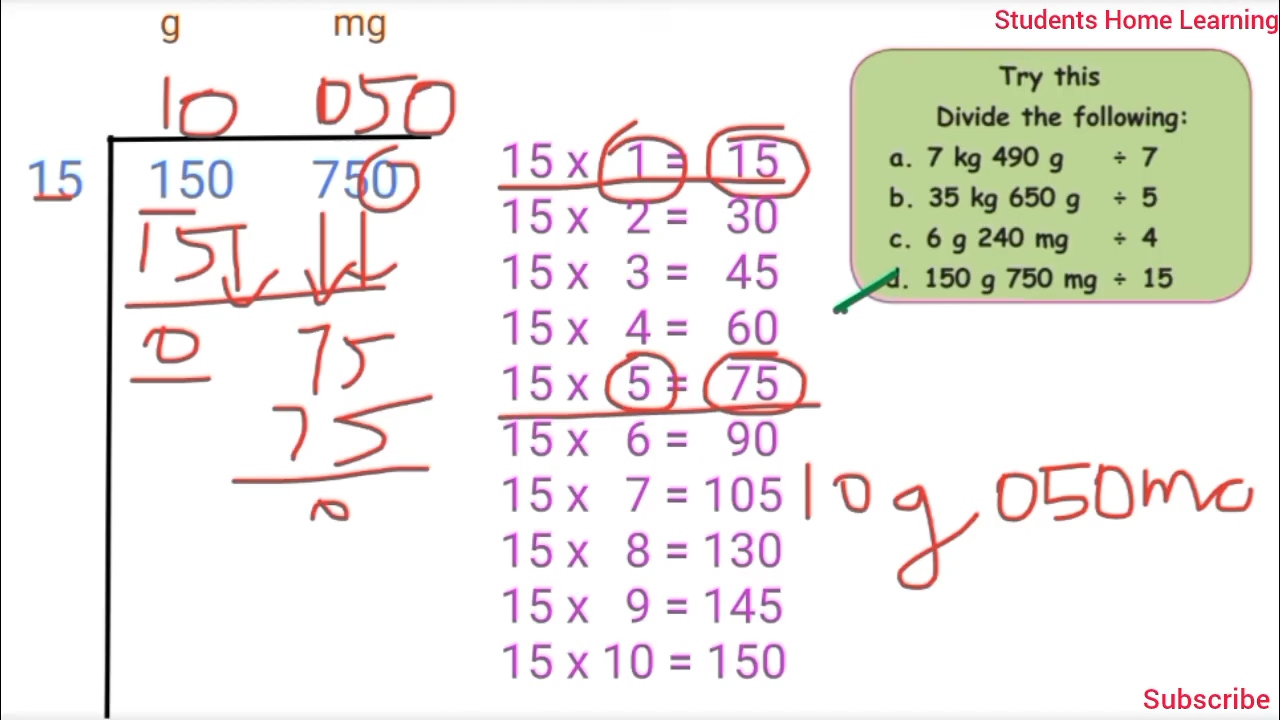 Students Home Learning
g mg
10 050
15 150 750
15
0 75
75
0
15 x 1 = 15
15 x 2 = 30
15 x 3 = 45
15 x 4 = 60
15 x 5 = 75
15 x 6 = 90
15 x 7 = 105
15 x 8 = 130
15 x 9 = 145
15 x 10 = 150
Try this
Divide the following:
a. 7 kg 490 g ÷ 7
b. 35 kg 650 g ÷ 5
c. 6 g 240 mg ÷ 4
d. 150 g 750 mg ÷ 15
10 g 050 mg
Subscribe